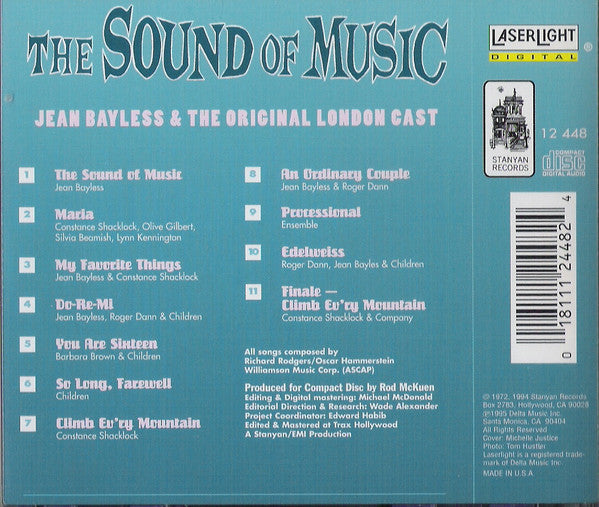 THE SOUND OF MUSIC
JEAN BAYLESS & THE ORIGINAL LONDON CAST
1 The Sound of Music
Jean Bayless
2 Maria
Constance Shacklock, Olive Gilbert,
Silvia Beamish, Lynn Kennington
3 My Favorite Things
Jean Bayless & Constance Shacklock
4 Do-Re-Mi
Jean Bayless, Roger Dann & Children
5 You Are Sixteen
Barbara Brown & Children
6 So Long, Farewell
Children
7 Climb Ev'ry Mountain
Constance Shacklock
8 An Ordinary Couple
Jean Bayless & Roger Dann
9 Processional
Ensemble
10 Edelweiss
Roger Dann, Jean Bayles & Children
11 Finale —
Climb Ev'ry Mountain
Constance Shacklock & Company
All songs composed by
Richard Rodgers/Oscar Hammerstein
Williamson Music Corp. (ASCAP)
Produced for Compact Disc by Rod McKuen
Editing & Digital mastering: Michael McDonald
Editorial Direction & Research: Wade Alexander
Project Coordinator: Edward Habib
Edited & Mastered at Trax Hollywood
A Stanyan/EMI Production
LASERLIGHT ®
DIGITAL
STANYAN
RECORDS
12 448
COMPACT
disc
DIGITAL AUDIO
0 18111 24482 4
© 1972, 1994 Stanyan Records
Box 2783, Hollywood, CA 90028
℗1995 Delta Music Inc.
Santa Monica, CA 90404
All Rights Reserved
Cover: Michelle Justice
Photo: Tom Hustler
Laserlight is a registered trade-
mark of Delta Music Inc.
MADE IN U.S.A.